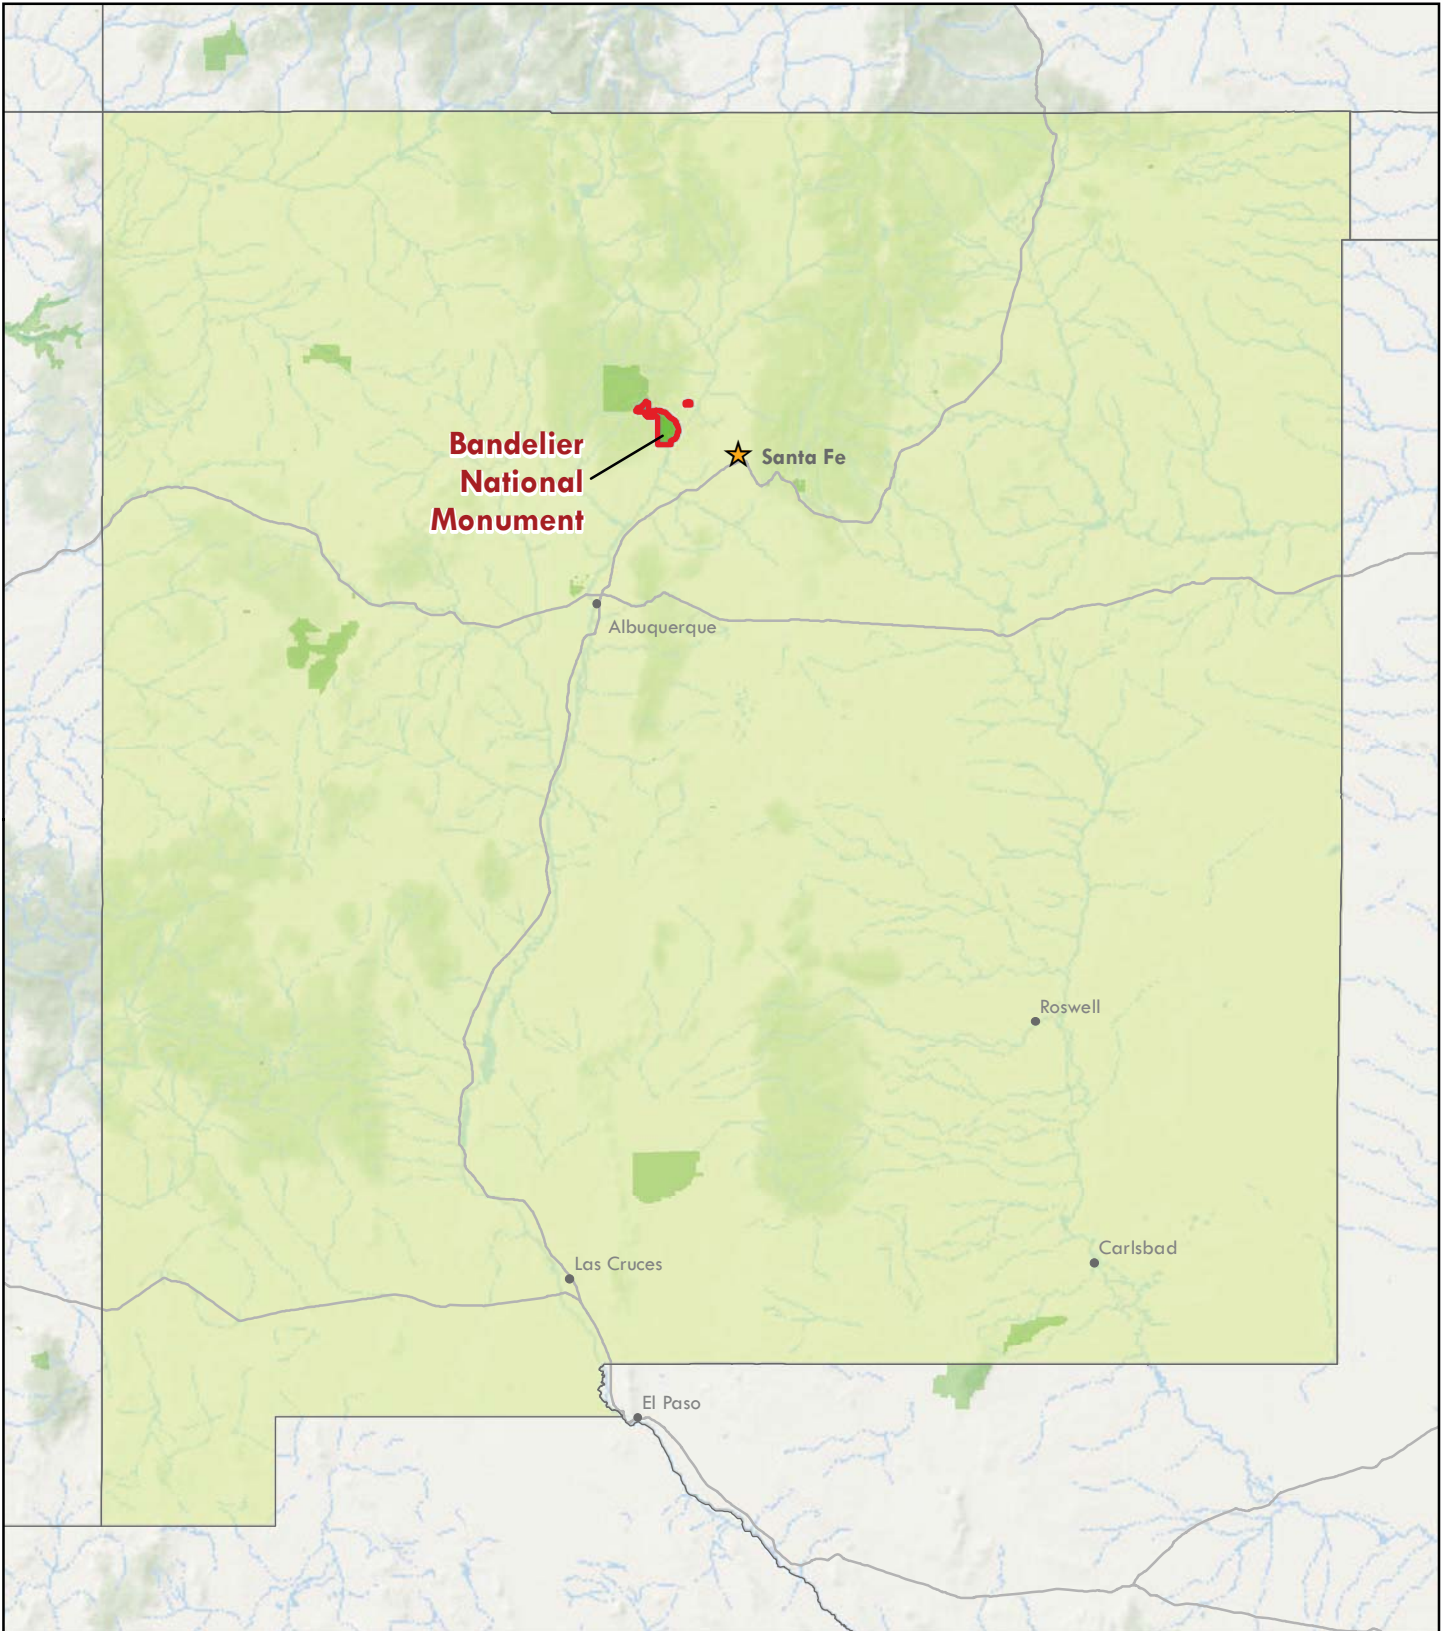 Bandelier
National
Monument
Santa Fe
Albuquerque
Roswell
Carlsbad
Las Cruces
El Paso